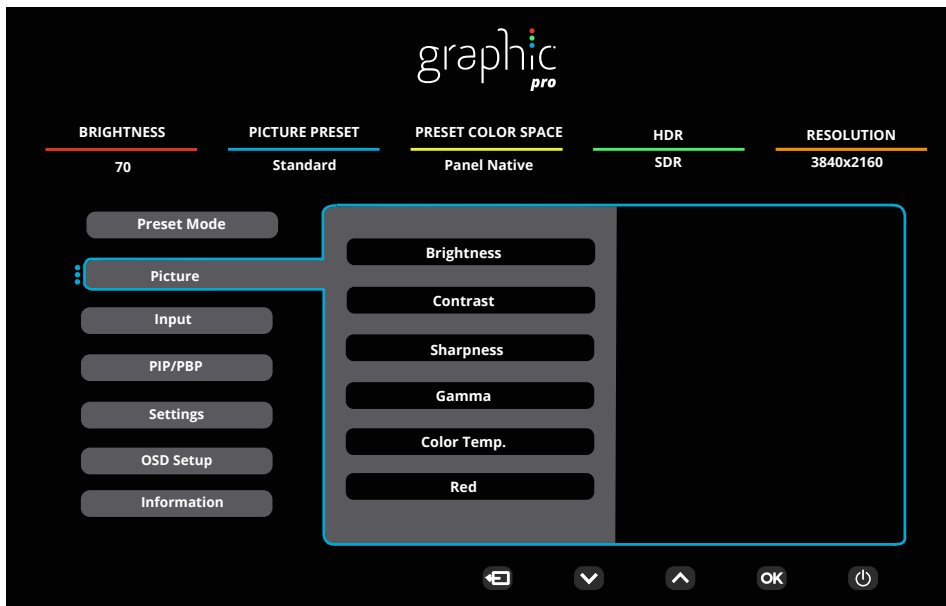 graphic
pro
BRIGHTNESS PICTURE PRESET PRESET COLOR SPACE HDR RESOLUTION
70 Standard Panel Native SDR 3840x2160
Preset Mode
Picture
Input
PIP/PBP
Settings
OSD Setup
Information
Brightness
Contrast
Sharpness
Gamma
Color Temp.
Red
OK